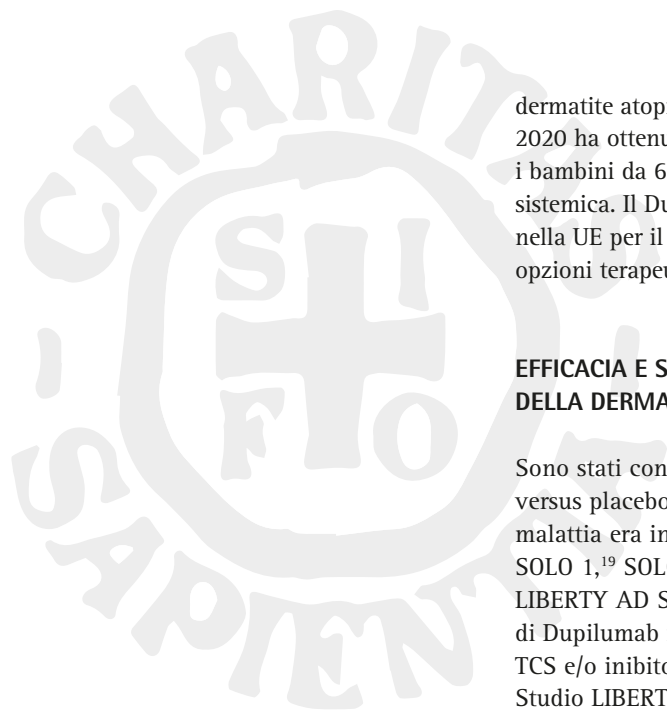 CHARITAS - SAPIENTIA -
S I
F O
dermatite atop
2020 ha ottenu
i bambini da 6
sistemica. Il Du
nella UE per il
opzioni terapeu
EFFICACIA E S
DELLA DERMA
Sono stati con
versus placebo
malattia era in
SOLO 1,¹⁹ SOL
LIBERTY AD S
di Dupilumab
TCS e/o inibito
Studio LIBERT